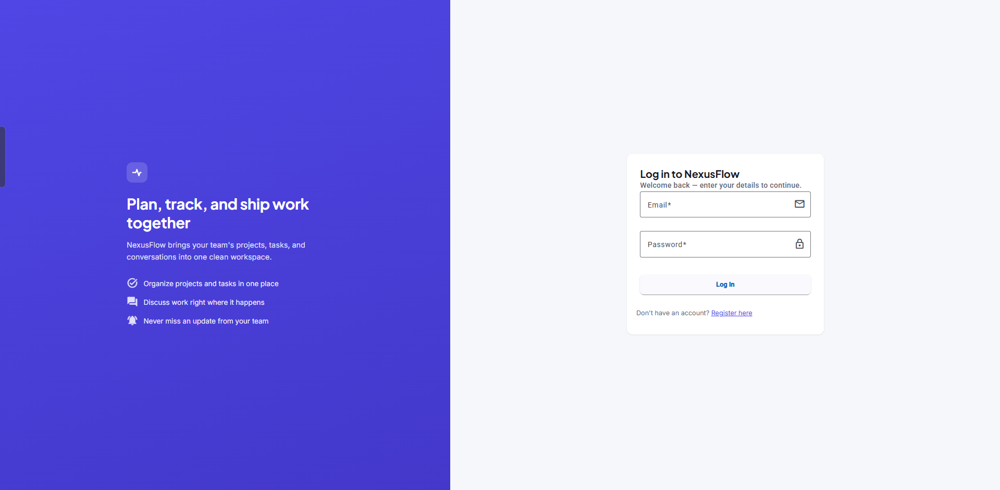 Plan, track, and ship work
together
NexusFlow brings your team's projects, tasks, and
conversations into one clean workspace.
Organize projects and tasks in one place
Discuss work right where it happens
Never miss an update from your team
Log in to NexusFlow
Welcome back — enter your details to continue.
Email*
Password*
Log In
Don't have an account? Register here